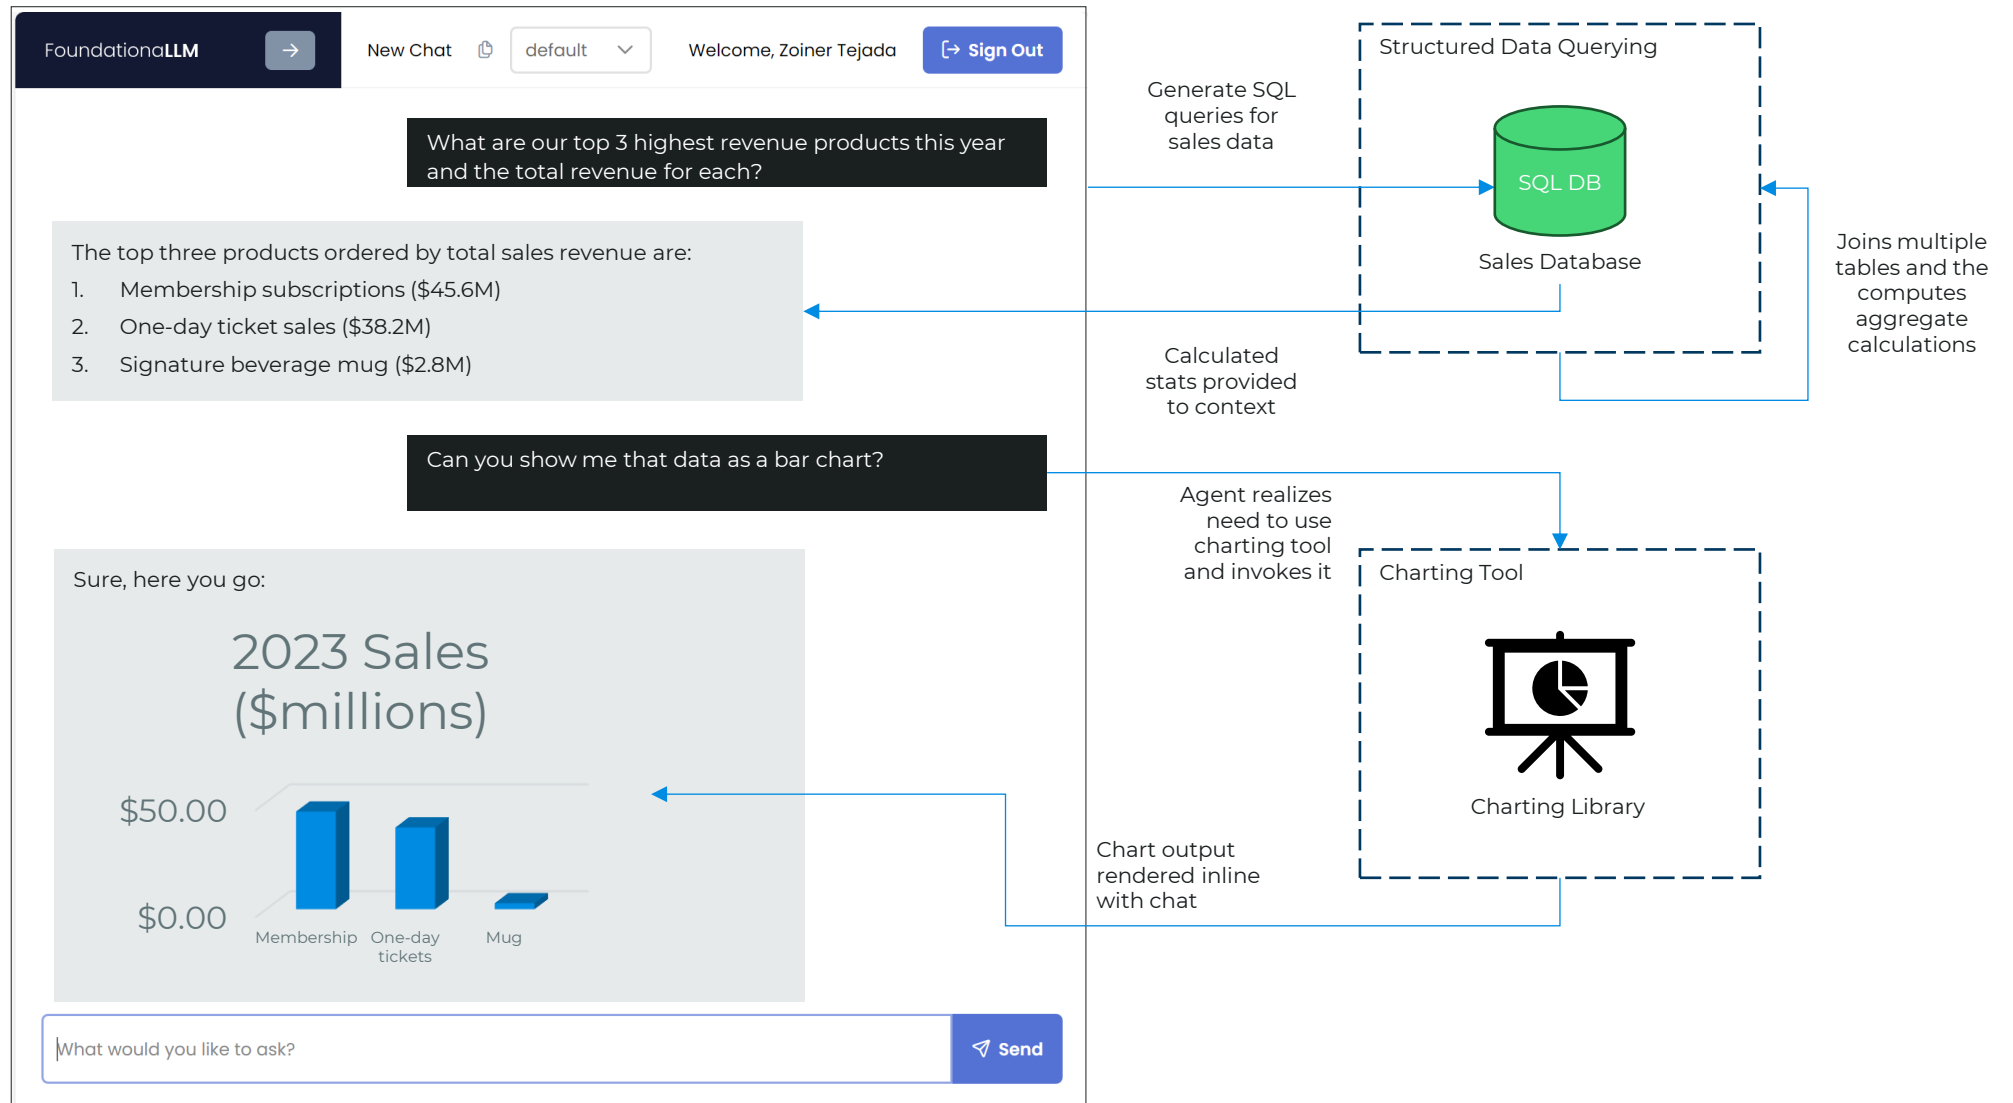 FoundationaLLM
New Chat
default
Welcome, Zoiner Tejada
Sign Out
What are our top 3 highest revenue products this year
and the total revenue for each?
The top three products ordered by total sales revenue are:
1. Membership subscriptions ($45.6M)
2. One-day ticket sales ($38.2M)
3. Signature beverage mug ($2.8M)
Can you show me that data as a bar chart?
Sure, here you go:
2023 Sales
($millions)
$50.00
$0.00
Membership
One-day
tickets
Mug
What would you like to ask?
Send
Generate SQL
queries for
sales data
Structured Data Querying
SQL DB
Sales Database
Joins multiple
tables and the
computes
aggregate
calculations
Calculated
stats provided
to context
Agent realizes
need to use
charting tool
and invokes it
Charting Tool
Charting Library
Chart output
rendered inline
with chat